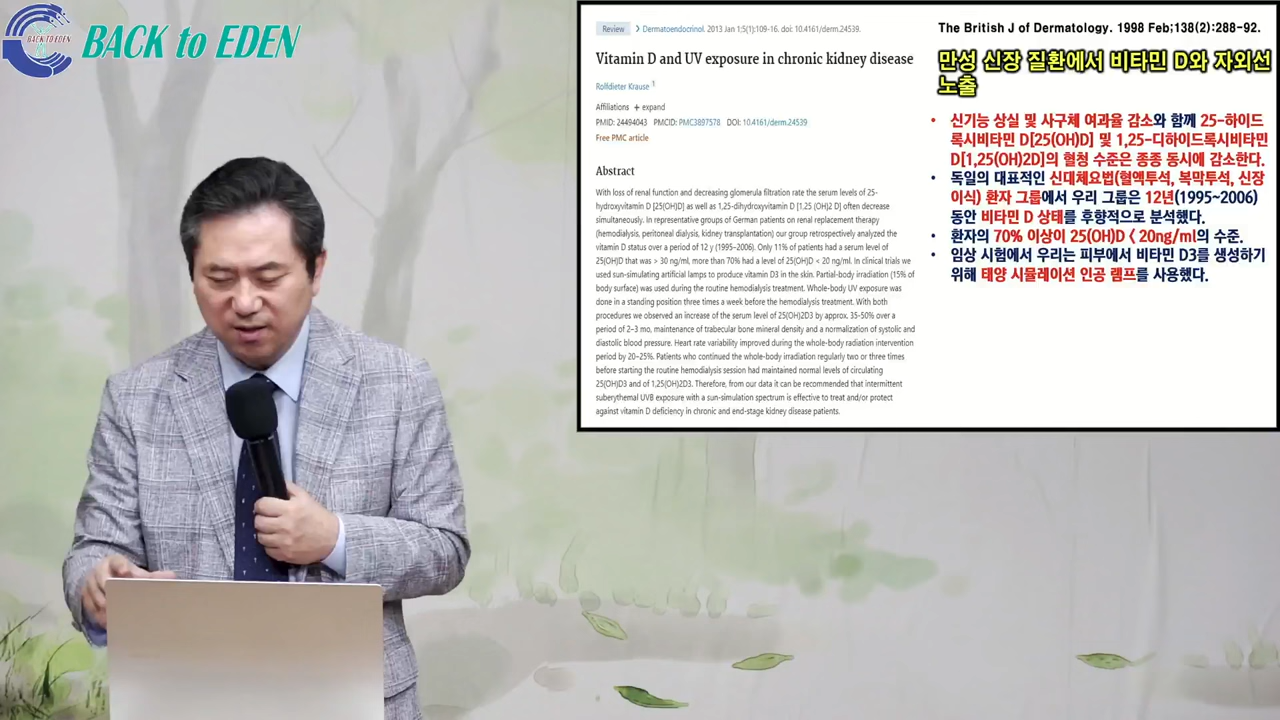 BACK TO EDEN
BACK to EDEN
Review > Dermatoendocrinol. 2013 Jan 1;5(1):109-16. doi: 10.4161/derm.24539.
Vitamin D and UV exposure in chronic kidney disease
Rolfdieter Krause 1
Affiliations + expand
PMID: 24494043 PMCID: PMC3897578 DOI: 10.4161/derm.24539
Free PMC article
Abstract
With loss of renal function and decreasing glomerula filtration rate the serum levels of 25-
hydroxyvitamin D [25(OH)D] as well as 1,25-dihydroxyvitamin D [1.25 (OH)2 D] often decrease
simultaneously. In representative groups of German patients on renal replacement therapy
(hemodialysis, peritoneal dialysis, kidney transplantation) our group retrospectively analyzed the
vitamin D status over a period of 12 y (1995–2006). Only 11% of patients had a serum level of
25(OH)D that was > 30 ng/ml, more than 70% had a level of 25(OH)D < 20 ng/ml. In clinical trials we
used sun-simulating artificial lamps to produce vitamin D3 in the skin. Partial-body irradiation (15% of
body surface) was used during the routine hemodialysis treatment. Whole-body UV exposure was
done in a standing position three times a week before the hemodialysis treatment. With both
procedures we observed an increase of the serum level of 25(OH)2D3 by approx. 35-50% over a
period of 2–3 mo, maintenance of trabecular bone mineral density and a normalization of systolic and
diastolic blood pressure. Heart rate variability improved during the whole-body radiation intervention
period by 20–25%. Patients who continued the whole-body irradiation regularly two or three times
before starting the routine hemodialysis session had maintained normal levels of circulating
25(OH)D3 and of 1,25(OH)2D3. Therefore, from our data it can be recommended that intermittent
suberythemal UVB exposure with a sun-simulation spectrum is effective to treat and/or protect
against vitamin D deficiency in chronic and end-stage kidney disease patients.
The British J of Dermatology. 1998 Feb;138(2):288-92.
만성 신장 질환에서 비타민 D와 자외선
노출
• 신기능 상실 및 사구체 여과율 감소와 함께 25-하이드
록시비타민 D[25(OH)D] 및 1,25-디하이드록시비타민
D[1,25(OH)2D]의 혈청 수준은 종종 동시에 감소한다.
• 독일의 대표적인 신대체요법(혈액투석, 복막투석, 신장
이식) 환자 그룹에서 우리 그룹은 12년(1995~2006)
동안 비타민 D 상태를 후향적으로 분석했다.
• 환자의 70% 이상이 25(OH)D < 20ng/ml의 수준.
• 임상 시험에서 우리는 피부에서 비타민 D3를 생성하기
위해 태양 시뮬레이션 인공 램프를 사용했다.